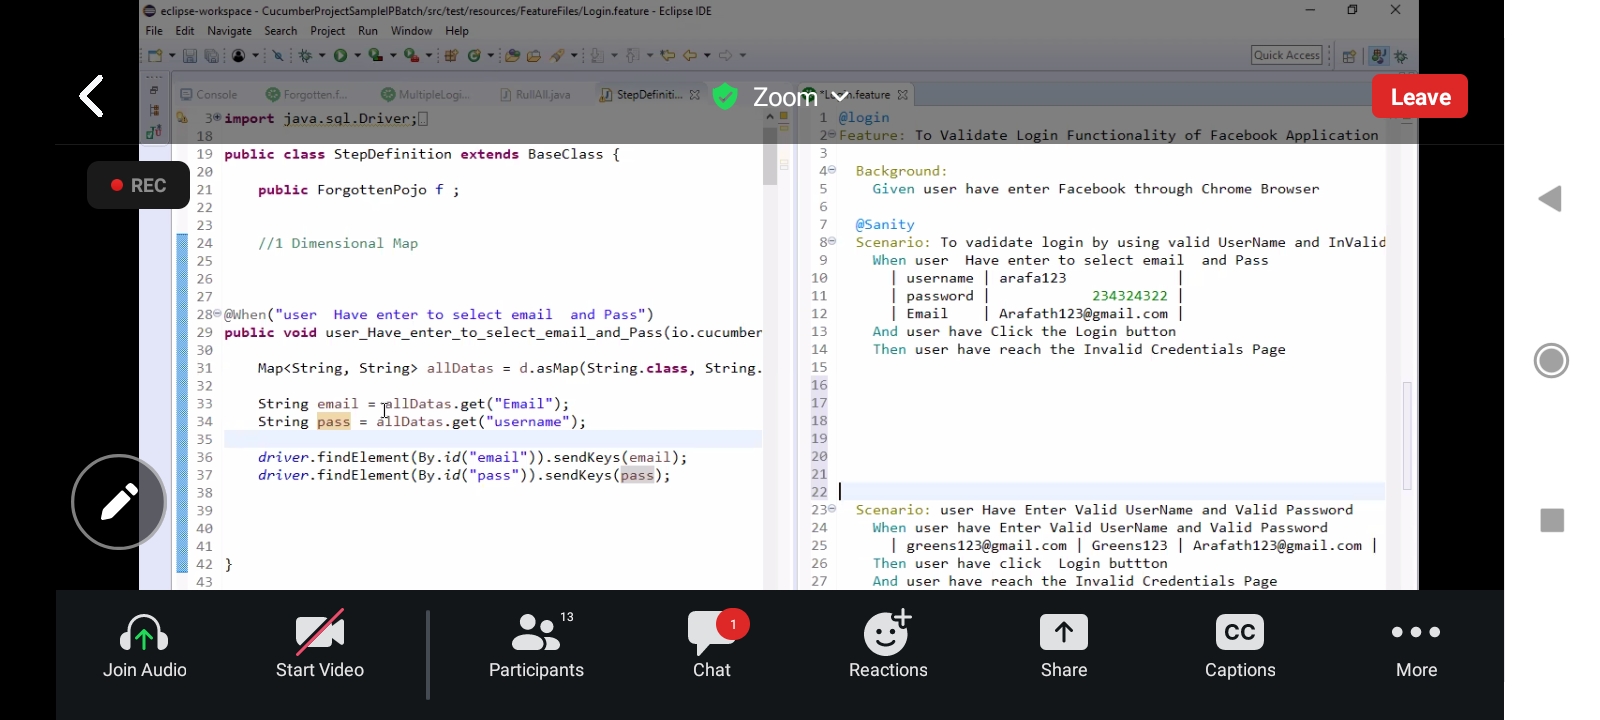 eclipse-workspace - CucumberProjectSampleIPBatch/src/test/resources/FeatureFiles/Login.feature - Eclipse IDE
File Edit Navigate Search Project Run Window Help
Quick Access
Console Forgotten.f... MultipleLogi... RullAll.java StepDefiniti...
Zoom
.feature
Leave
REC
3 import java.sql.Driver;
18
19 public class StepDefinition extends BaseClass {
20
21 public ForgottenPojo f ;
22
23
24 //1 Dimensional Map
25
26
27
28 @When("user  Have enter to select email  and Pass")
29 public void user_Have_enter_to_select_email_and_Pass(io.cucumber
30
31 Map<String, String> allDatas = d.asMap(String.class, String.
32
33 String email = allDatas.get("Email");
34 String pass = allDatas.get("username");
35
36 driver.findElement(By.id("email")).sendKeys(email);
37 driver.findElement(By.id("pass")).sendKeys(pass);
38
39
40
41
42 }
43
1 @login
2 Feature: To Validate Login Functionality of Facebook Application
3
4 Background:
5 Given user have enter Facebook through Chrome Browser
6
7 @Sanity
8 Scenario: To vadidate login by using valid UserName and InValid
9 When user  Have enter to select email  and Pass
10 | username | arafa123 |
11 | password | 234324322 |
12 | Email | Arafath123@gmail.com |
13 And user have Click the Login button
14 Then user have reach the Invalid Credentials Page
15
16
17
18
19
20
21
22
23 Scenario: user Have Enter Valid UserName and Valid Password
24 When user have Enter Valid UserName and Valid Password
25 | greens123@gmail.com | Greens123 | Arafath123@gmail.com |
26 Then user have click  Login buttton
27 And user have reach the Invalid Credentials Page
13
1
CC
Join Audio Start Video Participants Chat Reactions Share Captions More